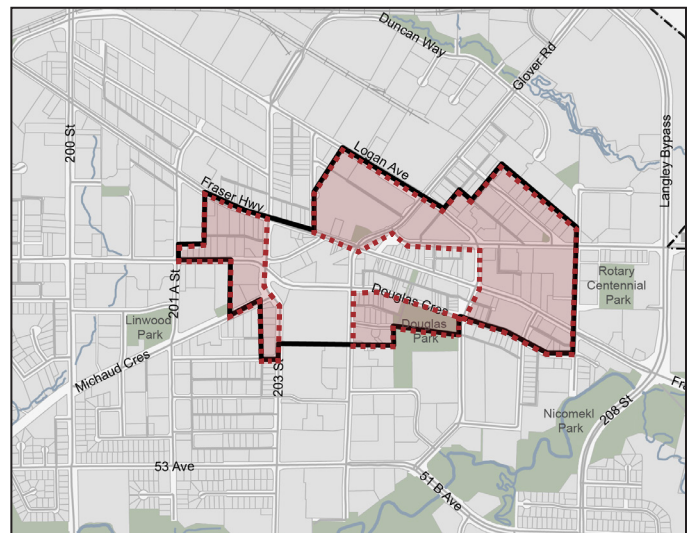 Duncan Way
Glover Rd
200 St
Langley Bypass
Logan Ave
Fraser Hwy
201 A St
Rotary
Centennial
Park
Douglas Cres
Linwood
Park
Douglas
Park
Michaud Cres
203 St
Fre
Nicomekl
Park
208 St
53 Ave
51 B Ave